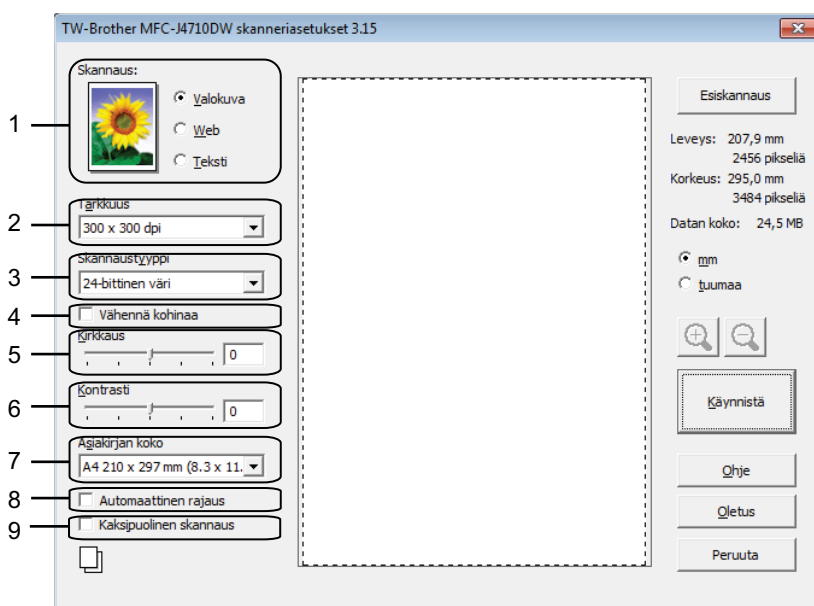 TW-Brother MFC-J4710DW skanneriasetukset 3.15
1
Skannaus:
Valokuva
Web
Teksti
2
Tarkkuus
300 x 300 dpi
3
Skannaustyyppi
24-bittinen väri
4
Vähennä kohinaa
5
Kirkkaus
0
6
Kontrasti
0
7
Asiakirjan koko
A4 210 x 297 mm (8.3 x 11.
8
Automaattinen rajaus
9
Kaksipuolinen skannaus
Esiskannaus
Leveys: 207,9 mm
2456 pikseliä
Korkeus: 295,0 mm
3484 pikseliä
Datan koko: 24,5 MB
mm
tuumaa
Käynnistä
Ohje
Oletus
Peruuta